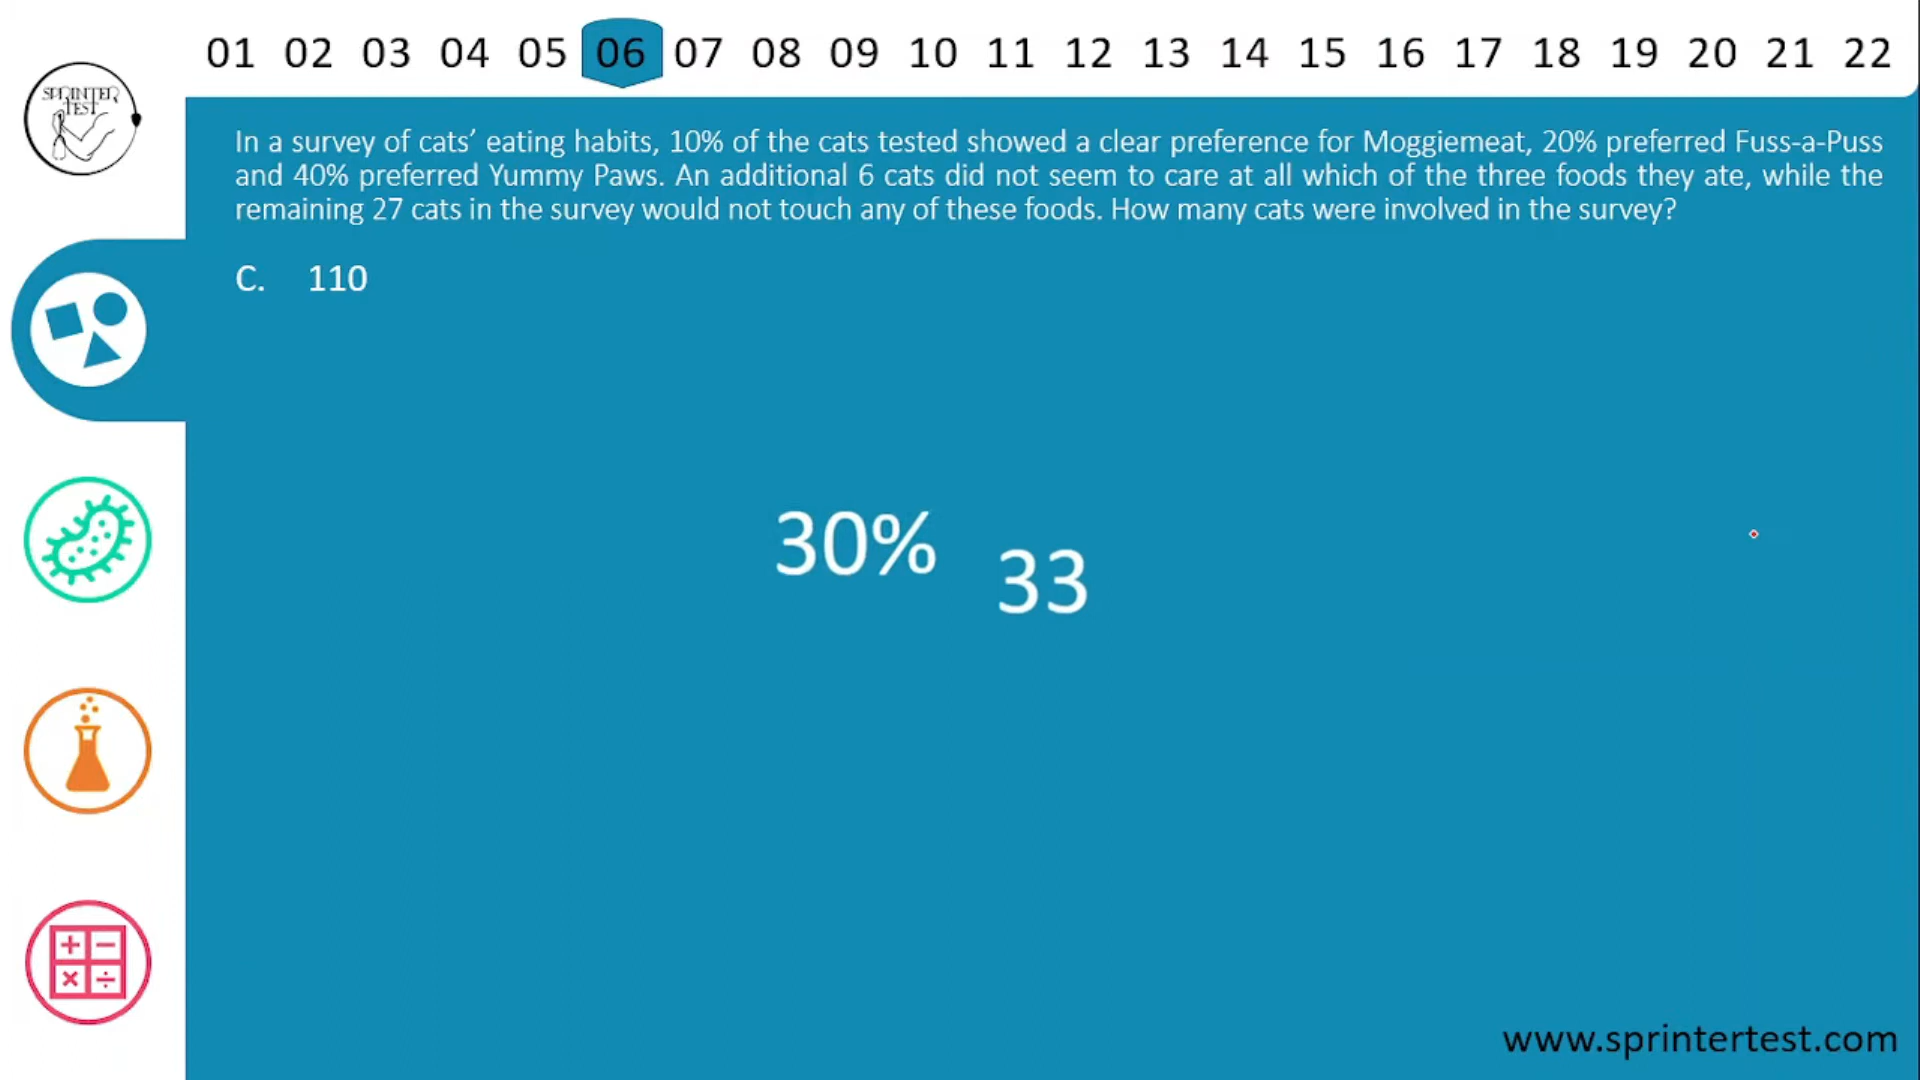 01 02 03 04 05 06 07 08 09 10 11 12 13 14 15 16 17 18 19 20 21 22
SPRINTER
TEST
In a survey of cats’ eating habits, 10% of the cats tested showed a clear preference for Moggiemeat, 20% preferred Fuss-a-Puss
and 40% preferred Yummy Paws. An additional 6 cats did not seem to care at all which of the three foods they ate, while the
remaining 27 cats in the survey would not touch any of these foods. How many cats were involved in the survey?
C. 110
30%
33
+ −
× ÷
www.sprintertest.com